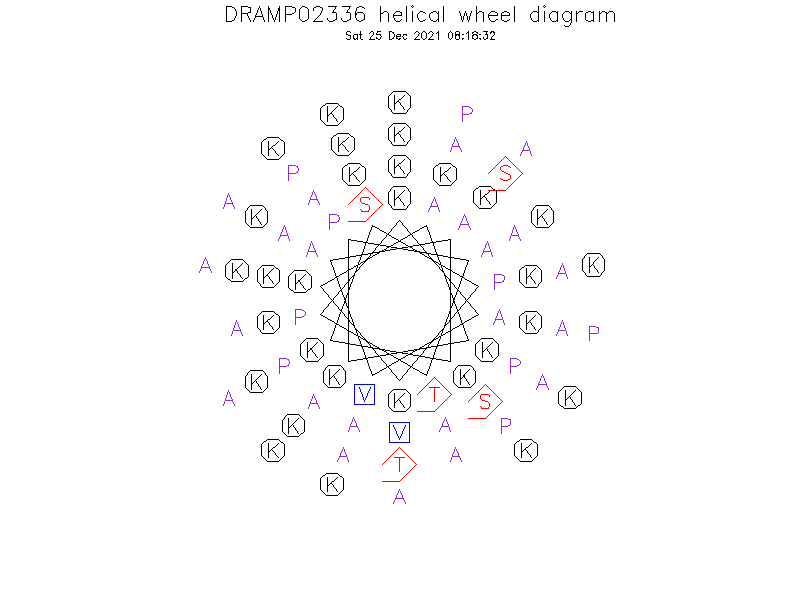 DRAMP02336 helical wheel diagram
Sat 25 Dec 2021 08:18:32
K
K P
K
K A
K A
K
P K K S
A A S K A K
K P A K
A A
A A
A K
K K K P K A
A K P A K A P
K K
P P
K K K A
A A V K T S K
K A V A P
K A A K
T
K
A